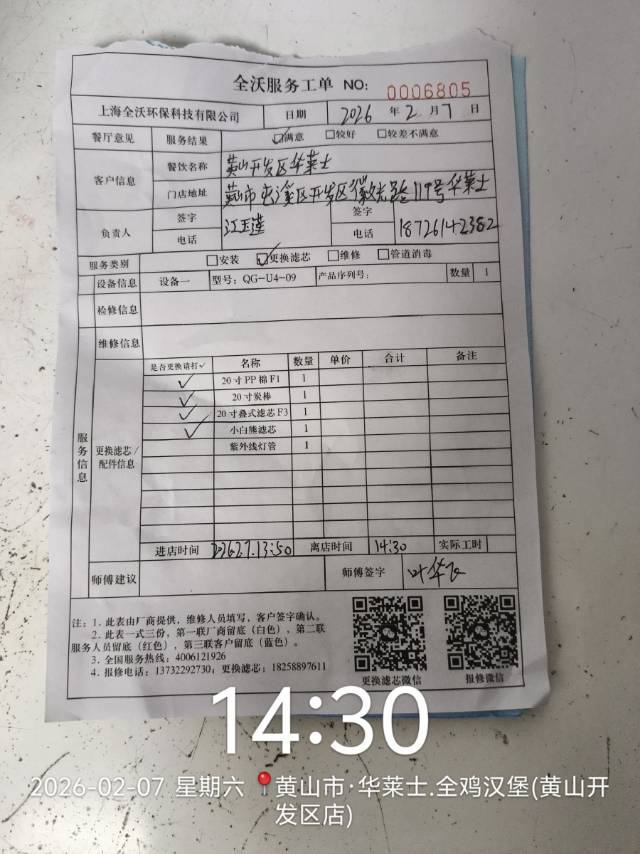 全沃服务工单 NO: 0006805
上海全沃环保科技有限公司 日期 2026 年 2 月 7 日
餐厅意见 服务结果 ☑满意 □较好 □较差不满意
客户信息 餐饮名称 黄山开发区华莱士
门店地址 黄山市屯溪区开发区徽州路119号华莱士
负责人 签字 江玉莲 签字
电话 电话 18726142382
服务类别 □安装 ☑更换滤芯 □维修 □管道消毒
设备信息 设备一 型号: QG-U4-09 产品序列号: 数量 1
检修信息
维修信息
服务信息
更换滤芯/配件信息
是否更换请打✓ 名称 数量 单价 合计 备注
✓ 20寸PP棉F1 1
✓ 20寸炭棒 1
✓ 20寸叠式滤芯F3 1
✓ 小白熊滤芯 1
紫外线灯管 1
进店时间 2026.2.7.13:50 离店时间 14:30 实际工时
师傅建议 师傅签字 叶华飞
注: 1. 此表由厂商提供, 维修人员填写, 客户签字确认。
2. 此表一式三份, 第一联厂商留底(白色), 第二联
服务人员留底(红色), 第三联客户留底(蓝色)。
3. 全国服务热线: 4006121926
4. 报修电话: 13732292730; 更换滤芯: 18258897611
更换滤芯微信 报修微信
14:30
2026-02-07 星期六 黄山市·华莱士.全鸡汉堡(黄山开
发区店)